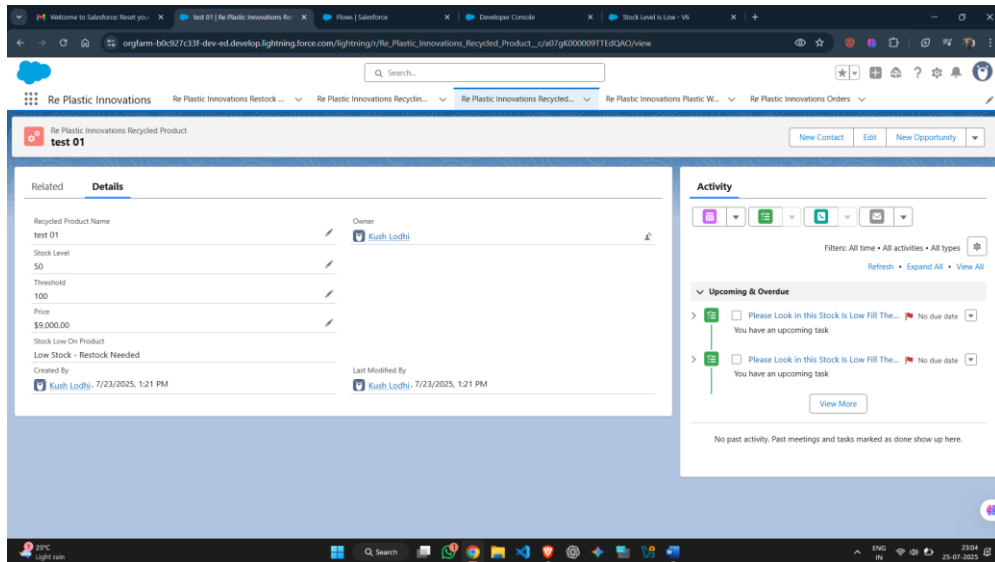 Welcome to Salesforce: Reset you
test 01 | Re Plastic Innovations Re
Flows | Salesforce
Developer Console
Stock Level Is Low - V6
orgfarm-b0c927c33f-dev-ed.develop.lightning.force.com/lightning/r/Re_Plastic_Innovations_Recycled_Product__c/a07gK000009TTEdQAO/view
Search...
Re Plastic Innovations
Re Plastic Innovations Restock ...
Re Plastic Innovations Recyclin...
Re Plastic Innovations Recycled...
Re Plastic Innovations Plastic W...
Re Plastic Innovations Orders
Re Plastic Innovations Recycled Product
test 01
New Contact
Edit
New Opportunity
Related
Details
Recycled Product Name
test 01
Owner
Kush Lodhi
Stock Level
50
Threshold
100
Price
$9,000.00
Stock Low On Product
Low Stock - Restock Needed
Created By
Kush Lodhi, 7/23/2025, 1:21 PM
Last Modified By
Kush Lodhi, 7/23/2025, 1:21 PM
Activity
Filters: All time • All activities • All types
Refresh • Expand All • View All
Upcoming & Overdue
Please Look in this Stock Is Low Fill The...
No due date
You have an upcoming task
Please Look in this Stock Is Low Fill The...
No due date
You have an upcoming task
View More
No past activity. Past meetings and tasks marked as done show up here.
25°C
Light rain
Search
ENG
IN
23:04
25-07-2025